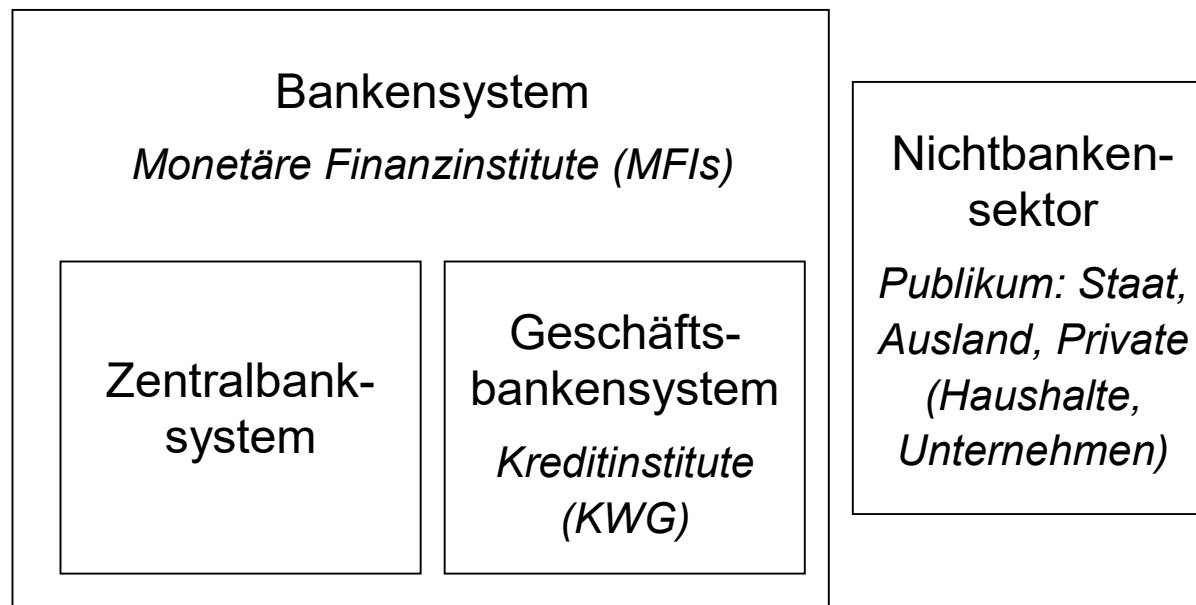 Bankensystem
Monetäre Finanzinstitute (MFIs)
Zentralbank-
system
Geschäfts-
bankensystem
Kreditinstitute
(KWG)
Nichtbanken-
sektor
Publikum: Staat,
Ausland, Private
(Haushalte,
Unternehmen)